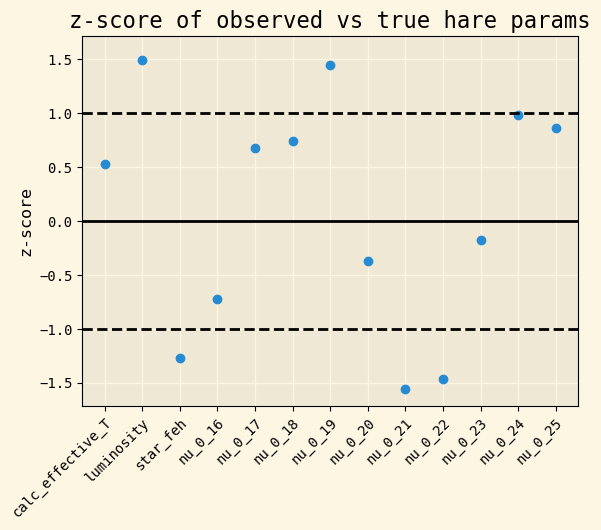 z-score of observed vs true hare params
z-score
1.5
1.0
0.5
0.0
−0.5
−1.0
−1.5
calc_effective_T
luminosity
star_feh
nu_0_16
nu_0_17
nu_0_18
nu_0_19
nu_0_20
nu_0_21
nu_0_22
nu_0_23
nu_0_24
nu_0_25